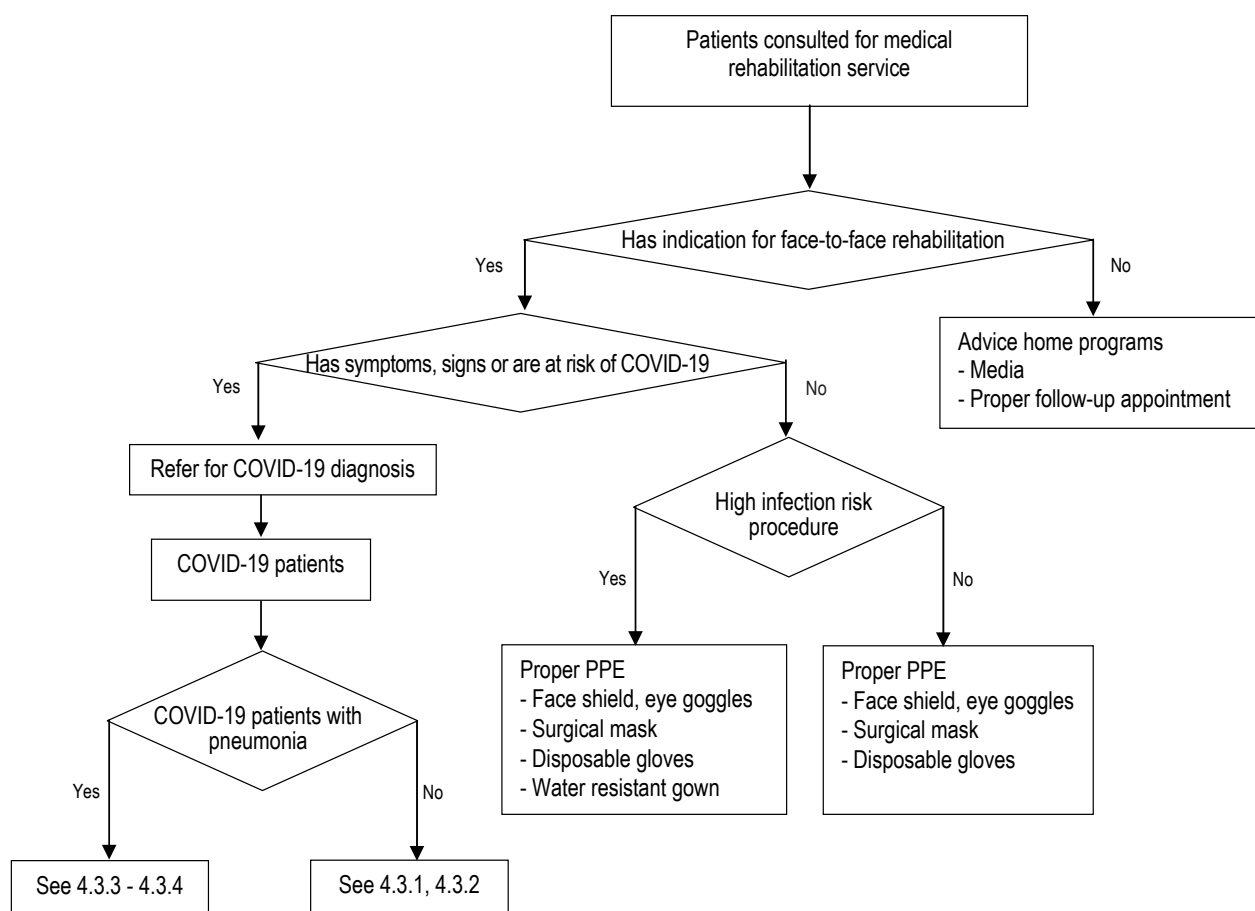 Patients consulted for medical
rehabilitation service
Has indication for face-to-face rehabilitation
Yes
No
Has symptoms, signs or are at risk of COVID-19
Advice home programs
- Media
- Proper follow-up appointment
Yes
No
Refer for COVID-19 diagnosis
High infection risk
procedure
COVID-19 patients
Yes
No
COVID-19 patients with
pneumonia
Proper PPE
- Face shield, eye goggles
- Surgical mask
- Disposable gloves
- Water resistant gown
Proper PPE
- Face shield, eye goggles
- Surgical mask
- Disposable gloves
Yes
No
See 4.3.3 - 4.3.4
See 4.3.1, 4.3.2